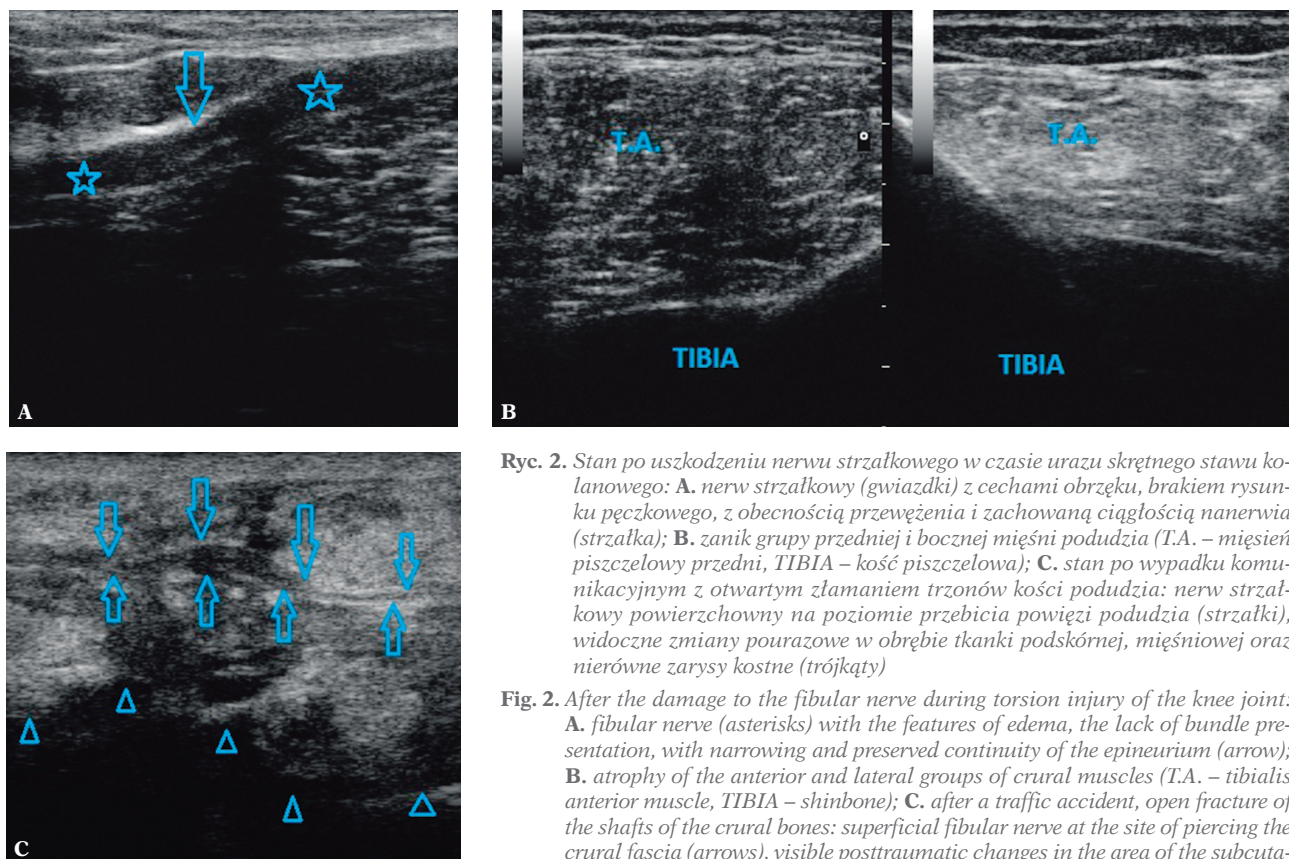 A
T.A.
T.A.
TIBIA
TIBIA
B
C
Ryc. 2. Stan po uszkodzeniu nerwu strzałkowego w czasie urazu skrętnego stawu ko-
lanowego: A. nerw strzałkowy (gwiazdki) z cechami obrzęku, brakiem rysun-
ku pęczkowego, z obecnością przewężenia i zachowaną ciągłością nanerwia
(strzałka); B. zanik grupy przedniej i bocznej mięśni podudzia (T.A. – mięsień
piszczelowy przedni, TIBIA – kość piszczelowa); C. stan po wypadku komu-
nikacyjnym z otwartym złamaniem trzonów kości podudzia: nerw strzał-
kowy powierzchowny na poziomie przebicia powięzi podudzia (strzałki),
widoczne zmiany pourazowe w obrębie tkanki podskórnej, mięśniowej oraz
nierówne zarysy kostne (trójkąty)
Fig. 2. After the damage to the fibular nerve during torsion injury of the knee joint:
A. fibular nerve (asterisks) with the features of edema, the lack of bundle pre-
sentation, with narrowing and preserved continuity of the epineurium (arrow);
B. atrophy of the anterior and lateral groups of crural muscles (T.A. – tibialis
anterior muscle, TIBIA – shinbone); C. after a traffic accident, open fracture of
the shafts of the crural bones: superficial fibular nerve at the site of piercing the
crural fascia (arrows), visible posttraumatic changes in the area of the subcuta-